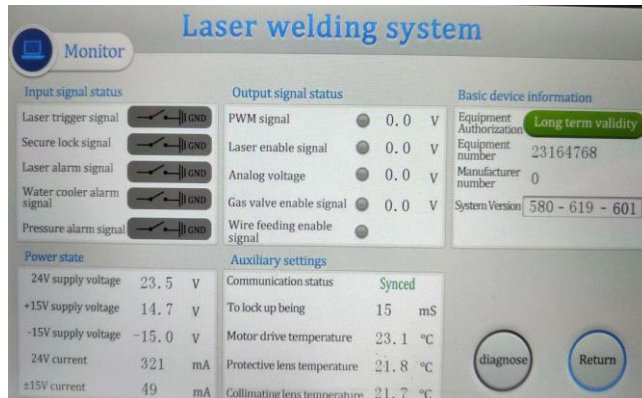 Laser welding system
Monitor
Input signal status
Laser trigger signal GND
Secure lock signal GND
Laser alarm signal GND
Water cooler alarm
signal GND
Pressure alarm signal GND
Output signal status
PWM signal 0.0 V
Laser enable signal 0.0 V
Analog voltage 0.0 V
Gas valve enable signal 0.0 V
Wire feeding enable
signal
Basic device information
Equipment
Authorization Long term validity
Equipment
number 23164768
Manufacturer
number 0
System Version 580 - 619 - 601
Power state
24V supply voltage 23.5 V
+15V supply voltage 14.7 V
-15V supply voltage -15.0 V
24V current 321 mA
±15V current 49 mA
Auxiliary settings
Communication status Synced
To lock up being 15 mS
Motor drive temperature 23.1 ℃
Protective lens temperature 21.8 ℃
Collimating lens temperature 21.7 ℃
diagnose
Return